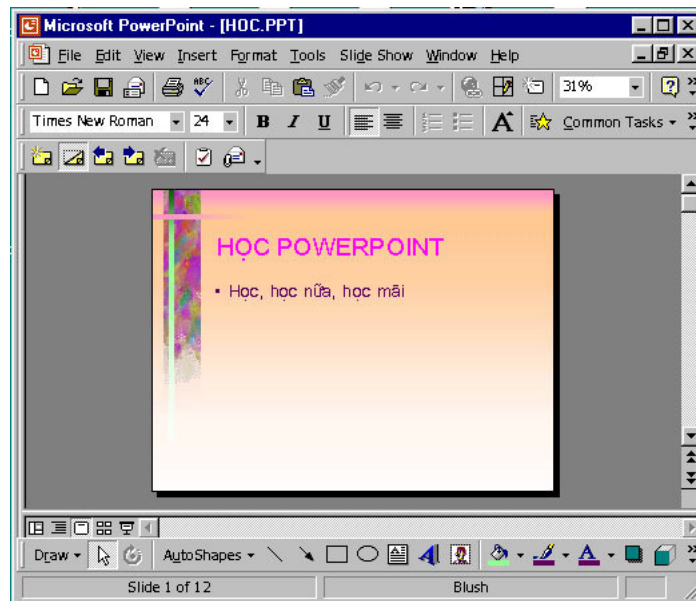 Microsoft PowerPoint - [HOC.PPT]
File Edit View Insert Format Tools Slide Show Window Help
ABC 31%
Times New Roman 24 B I U A Common Tasks
HỌC POWERPOINT
• Học, học nữa, học mãi
Draw AutoShapes A A
Slide 1 of 12 Blush